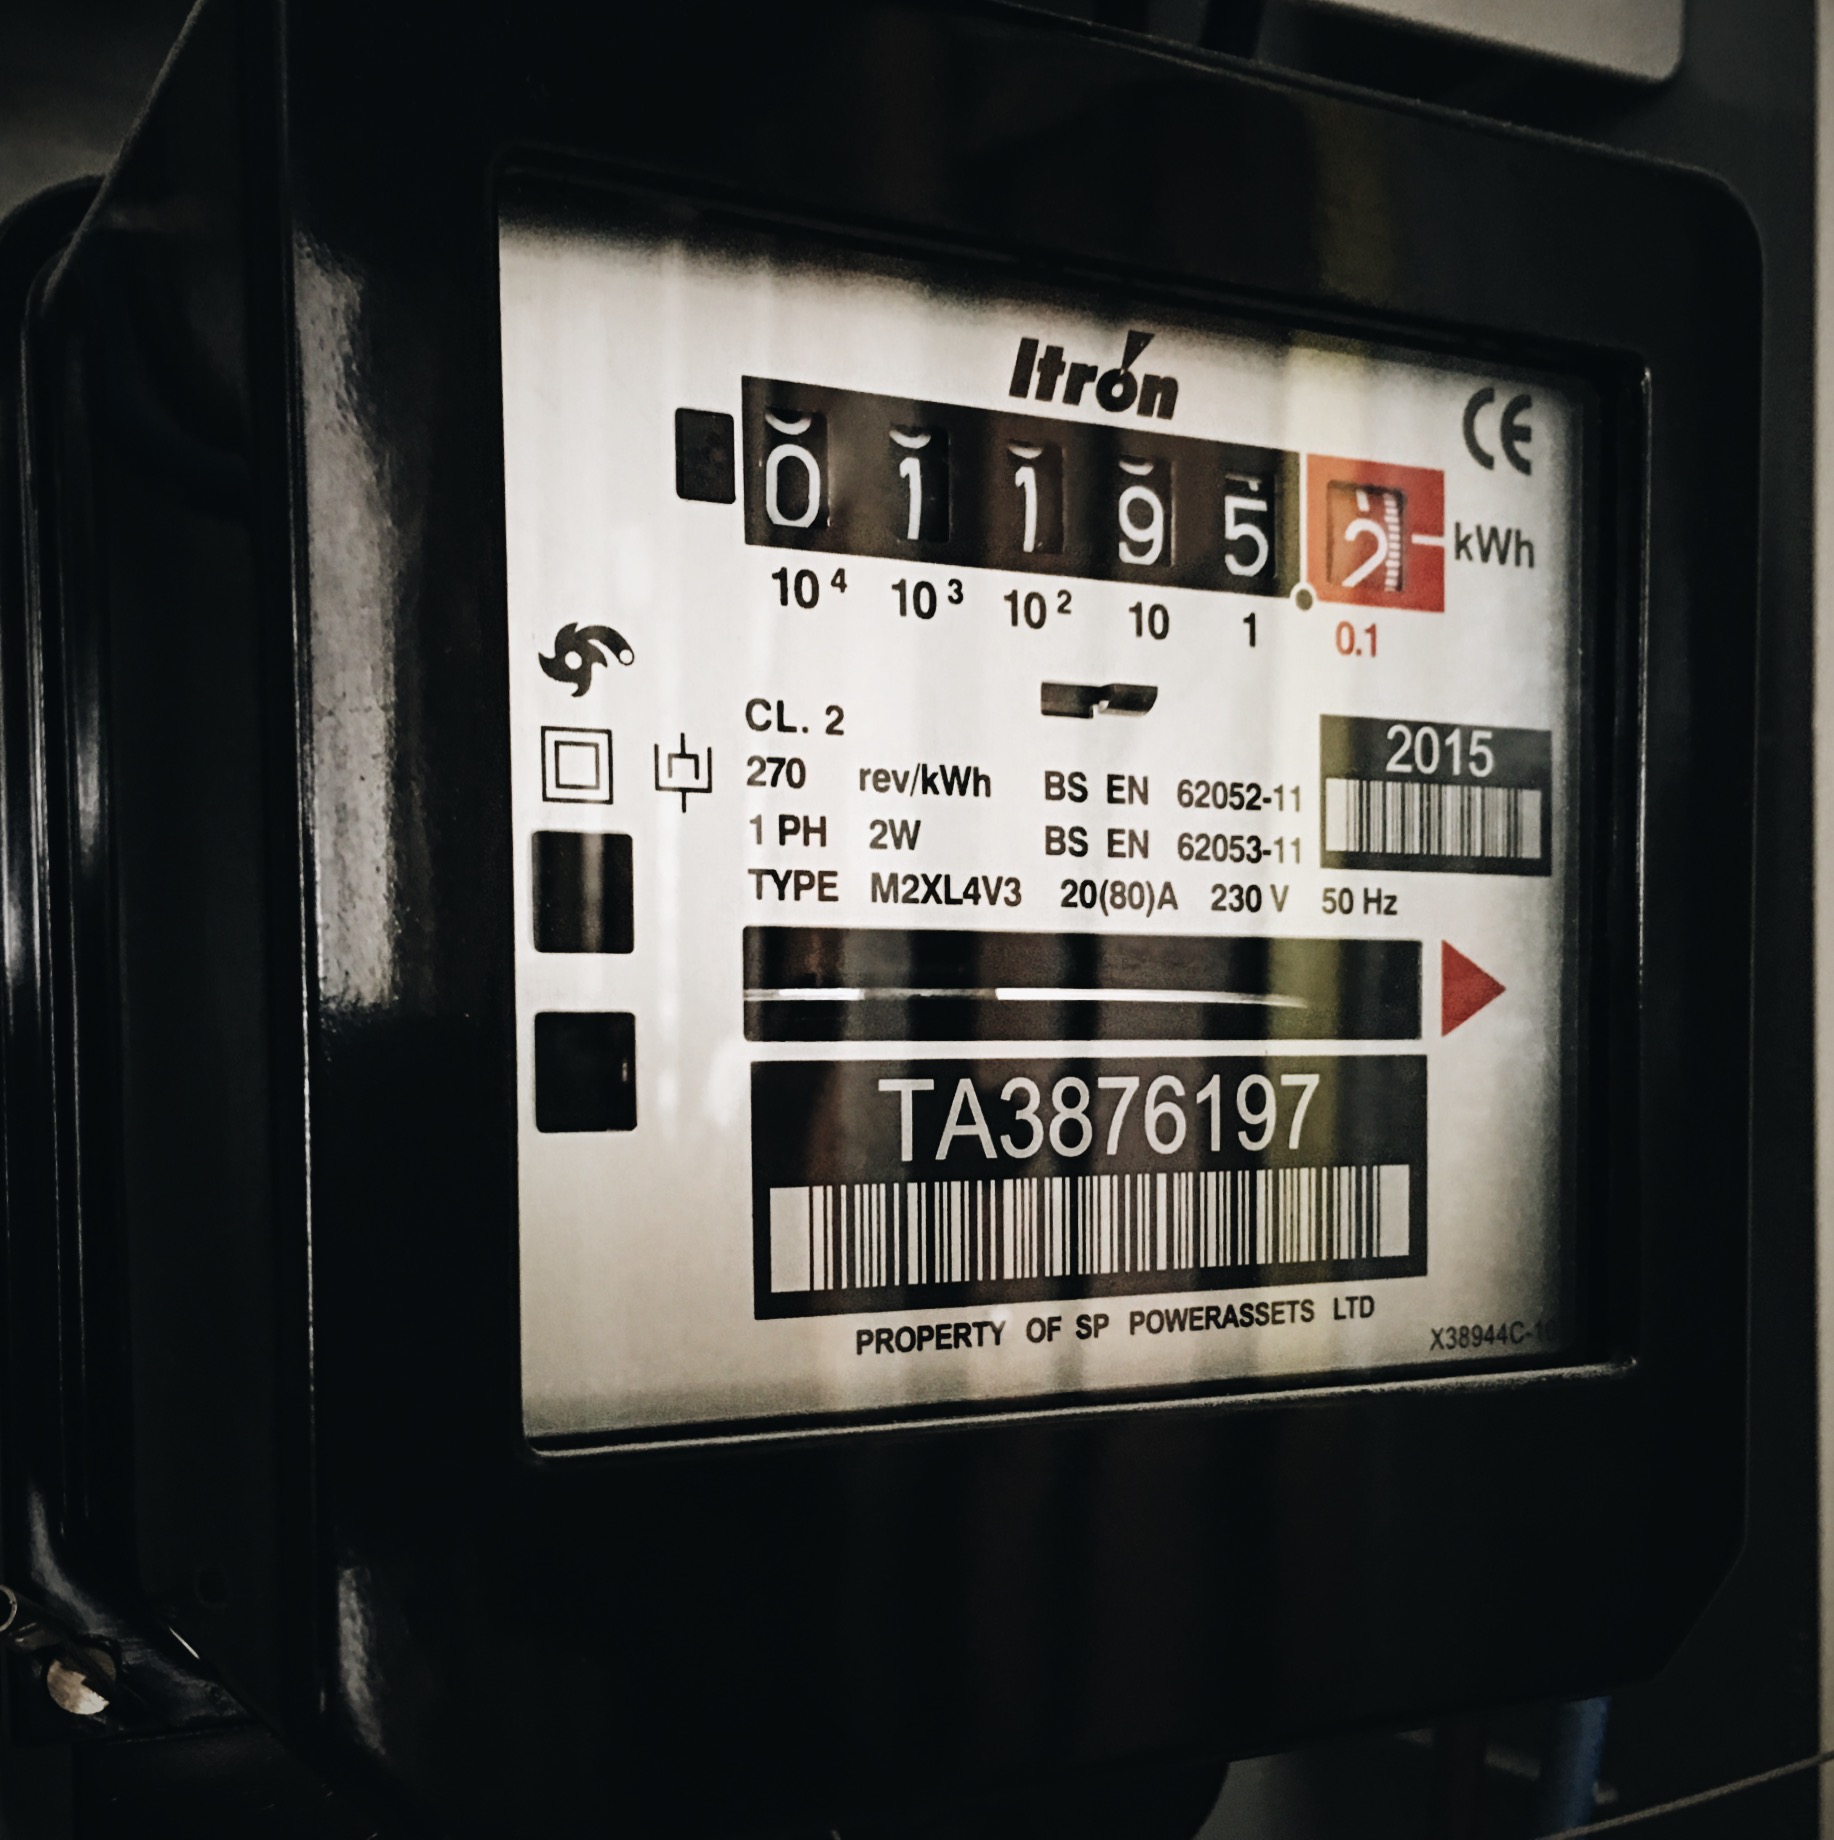 Itron
CE
0 1 1 9 5 2 kWh
10⁴ 10³ 10² 10 1 0.1
CL. 2
2015
270 rev/kWh BS EN 62052-11
1 PH 2W BS EN 62053-11
TYPE M2XL4V3 20(80)A 230 V 50 Hz
TA3876197
PROPERTY OF SP POWERASSETS LTD